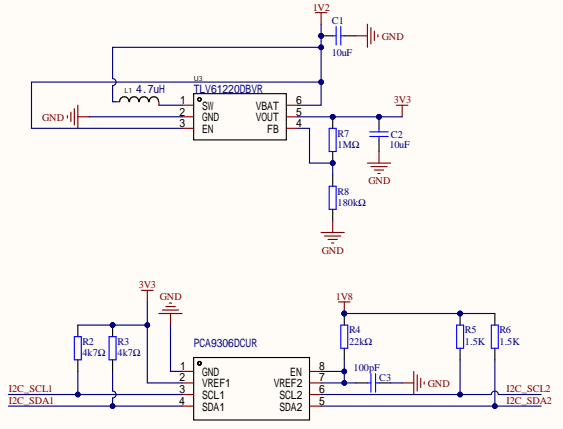 1V2
C1
GND
10uF
U3
TLV61220DBVR
L1 4.7uH
1 SW VBAT 6
GND 2 GND VOUT 5
3 EN FB 4
3V3
R7
1MΩ
C2
10uF
GND
R8
180kΩ
GND
3V3
GND
1V8
PCA9306DCUR
R2
4k7Ω
R3
4k7Ω
R4
22kΩ
R5
1.5K
R6
1.5K
100pF
C3
GND
1 GND EN 8
2 VREF1 VREF2 7
I2C_SCL1 3 SCL1 SCL2 6 I2C_SCL2
I2C_SDA1 4 SDA1 SDA2 5 I2C_SDA2